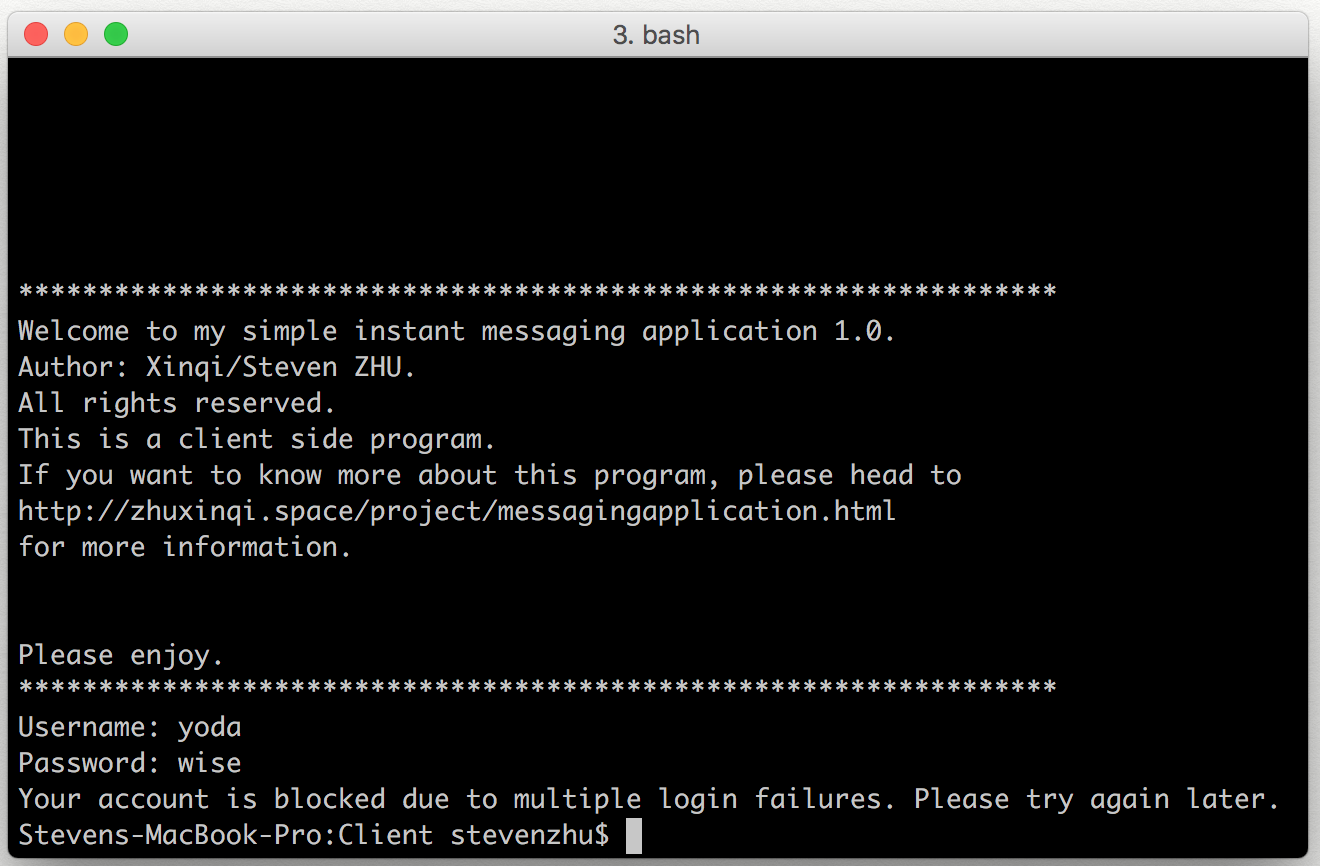 3. bash
*****************************************************************
Welcome to my simple instant messaging application 1.0.
Author: Xinqi/Steven ZHU.
All rights reserved.
This is a client side program.
If you want to know more about this program, please head to
http://zhuxinqi.space/project/messagingapplication.html
for more information.
Please enjoy.
*****************************************************************
Username: yoda
Password: wise
Your account is blocked due to multiple login failures. Please try again later.
Stevens-MacBook-Pro:Client stevenzhu$